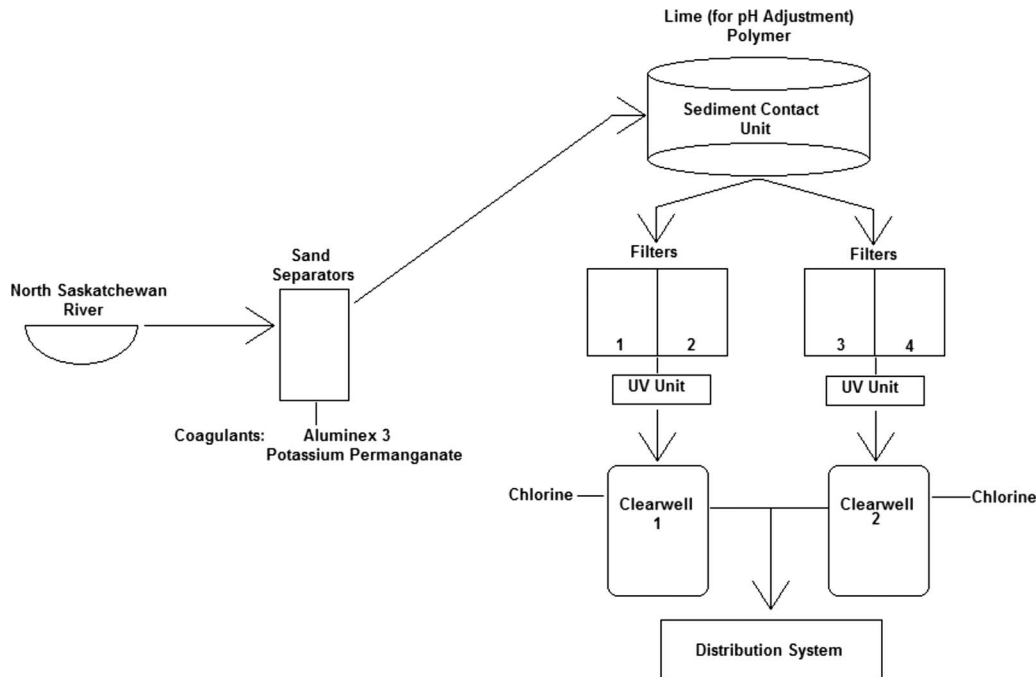 Lime (for pH Adjustment)
Polymer
Sediment Contact
Unit
Filters
Filters
Sand
Separators
North Saskatchewan
River
1
2
3
4
UV Unit
UV Unit
Coagulants: Aluminex 3
Potassium Permanganate
Chlorine
Clearwell
1
Clearwell
2
Chlorine
Distribution System